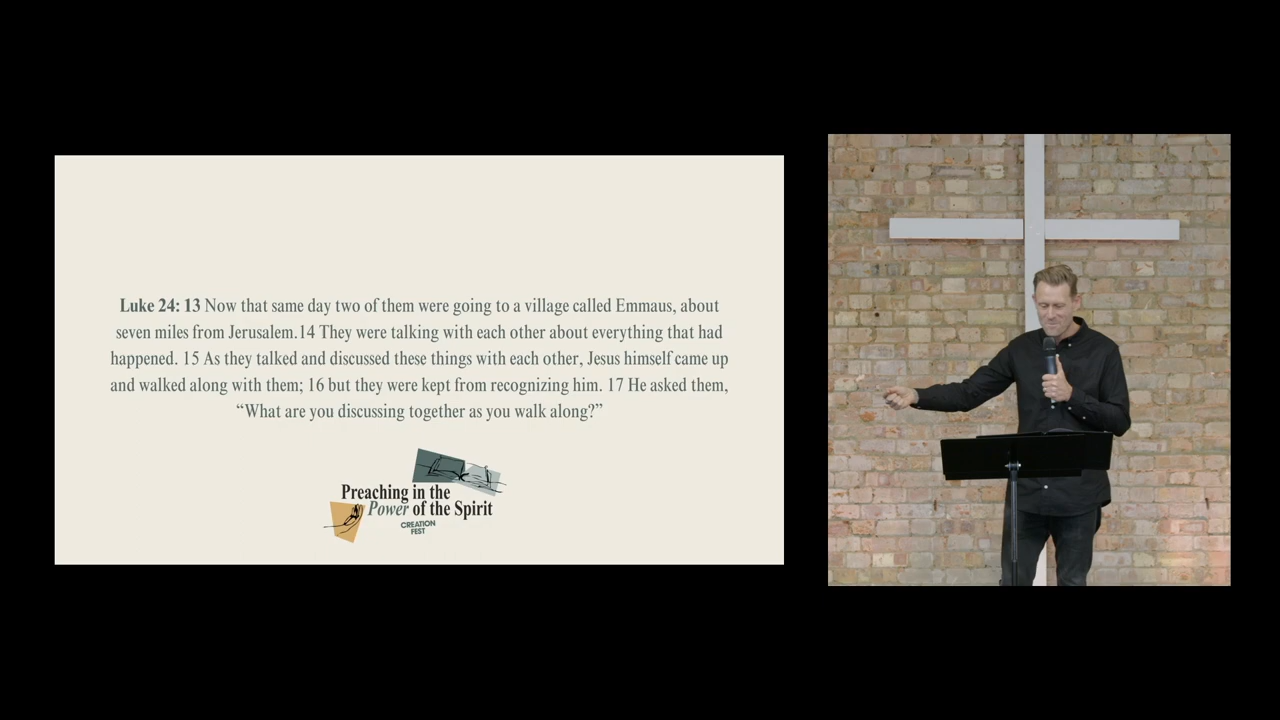 Luke 24: 13 Now that same day two of them were going to a village called Emmaus, about
seven miles from Jerusalem.14 They were talking with each other about everything that had
happened. 15 As they talked and discussed these things with each other, Jesus himself came up
and walked along with them; 16 but they were kept from recognizing him. 17 He asked them,
“What are you discussing together as you walk along?”
Preaching in the
Power of the Spirit
CREATION
FEST